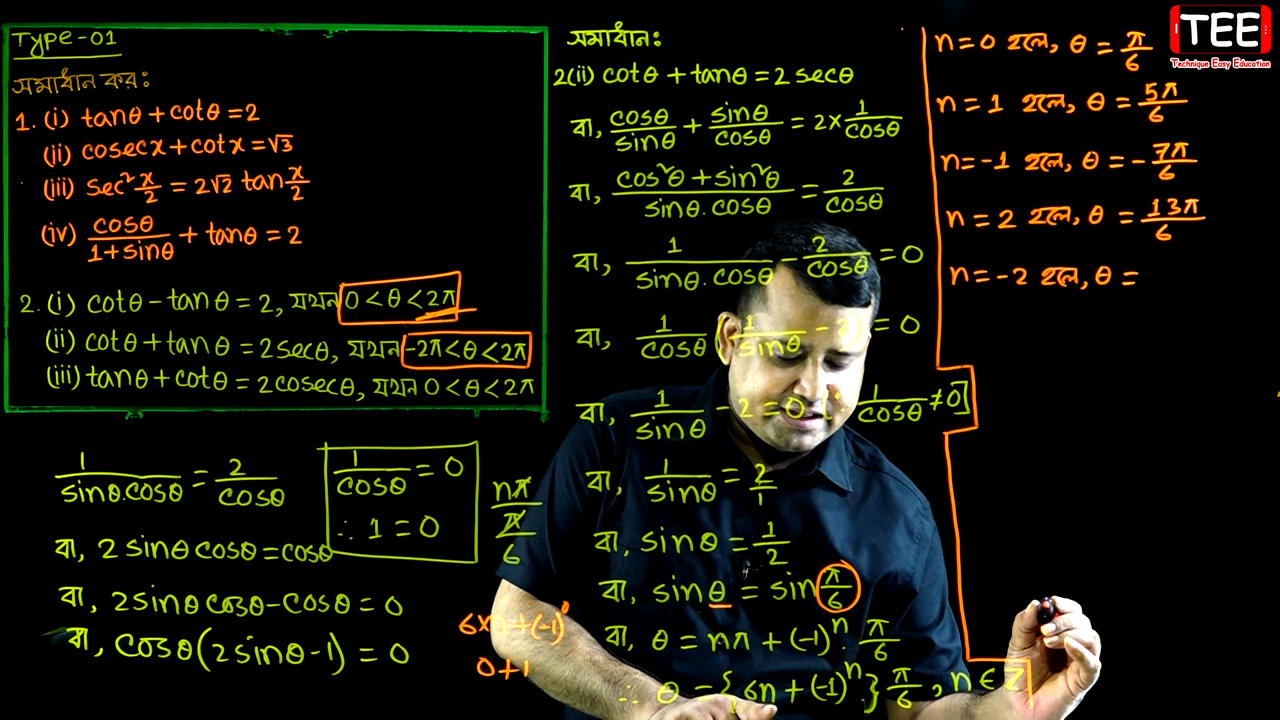 Type-01
সমাধান করঃ
1. (i) tanθ + cotθ = 2
(ii) cosecx + cotx = √3
(iii) sec²x/2 = 2√2 tan x/2
(iv) cosθ/(1+sinθ) + tanθ = 2
2. (i) cotθ - tanθ = 2, যখন 0 < θ < 2π
(ii) cotθ + tanθ = 2secθ, যখন -2π < θ < 2π
(iii) tanθ + cotθ = 2cosecθ, যখন 0 < θ < 2π
1/(sinθ.cosθ) = 2/cosθ
বা, 2 sinθ cosθ = cosθ
বা, 2sinθ cosθ - cosθ = 0
বা, cosθ(2sinθ-1) = 0
1/cosθ = 0
∴ 1 = 0
nπ/(π/6)
0+1
সমাধানঃ
2(ii) cotθ + tanθ = 2 secθ
বা, cosθ/sinθ + sinθ/cosθ = 2 × 1/cosθ
বা, (cos²θ + sin²θ)/(sinθ.cosθ) = 2/cosθ
বা, 1/(sinθ.cosθ) - 2/cosθ = 0
বা, 1/cosθ (1/sinθ - 2) = 0
বা, 1/sinθ - 2 = 0 [∵ 1/cosθ ≠ 0]
বা, 1/sinθ = 2/1
বা, sinθ = 1/2
বা, sinθ = sin π/6
বা, θ = nπ + (-1)ⁿ . π/6
∴ θ = {6n + (-1)ⁿ} π/6, n ∈ Z
n = 0 হলে, θ = π/6
n = 1 হলে, θ = 5π/6
n = -1 হলে, θ = - 7π/6
n = 2 হলে, θ = 13π/6
n = -2 হলে, θ =
TEE
Technique Easy Education